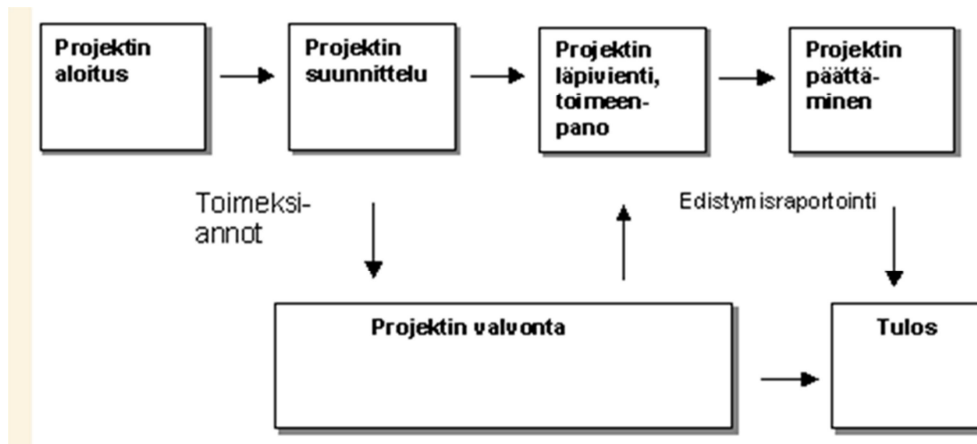 Projektin
aloitus
Projektin
suunnittelu
Projektin
läpivienti,
toimeen-
pano
Projektin
päättä-
minen
Toimeksi-
annot
Edistymisraportointi
Projektin valvonta
Tulos